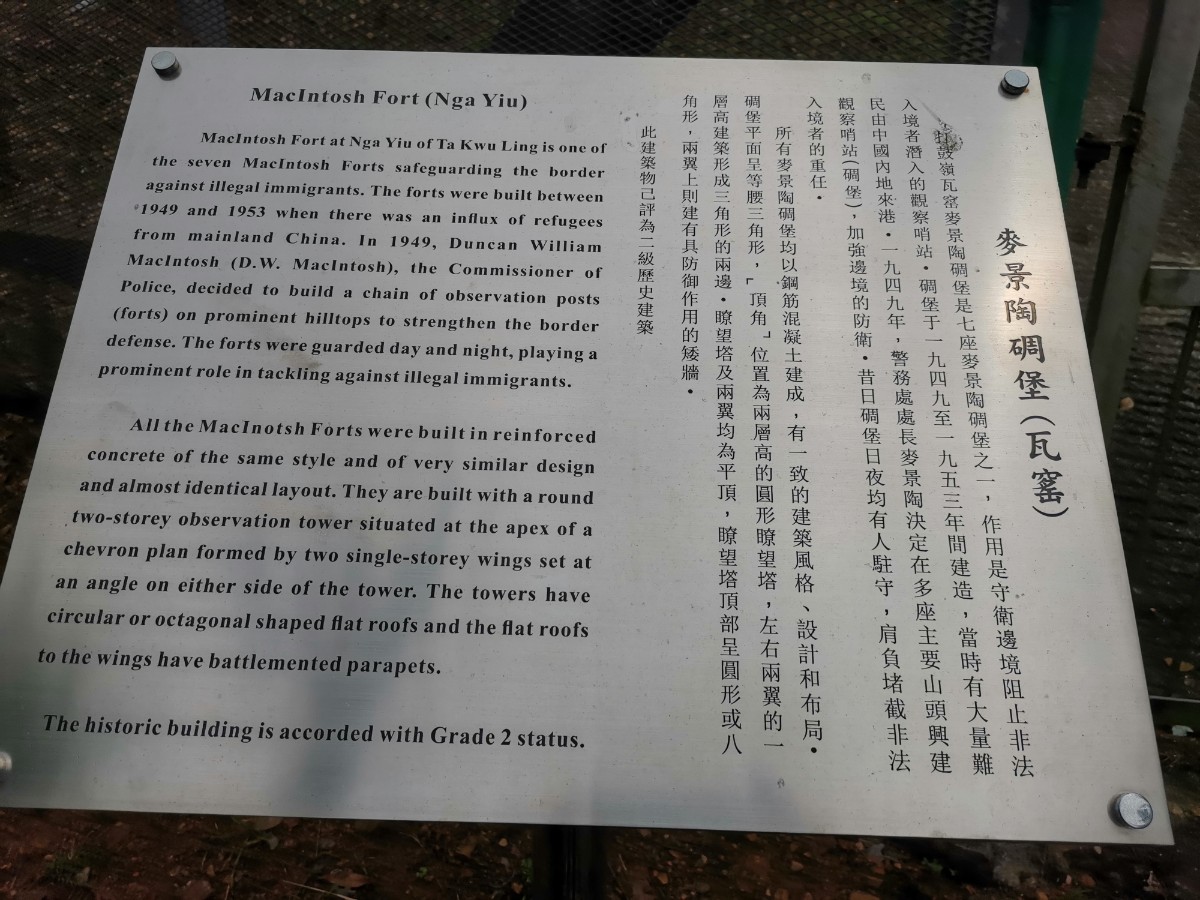 MacIntosh Fort (Nga Yiu)
MacIntosh Fort at Nga Yiu of Ta Kwu Ling is one of
the seven MacIntosh Forts safeguarding the border
against illegal immigrants. The forts were built between
1949 and 1953 when there was an influx of refugees
from mainland China. In 1949, Duncan William
MacIntosh (D.W. MacIntosh), the Commissioner of
Police, decided to build a chain of observation posts
(forts) on prominent hilltops to strengthen the border
defense. The forts were guarded day and night, playing a
prominent role in tackling against illegal immigrants.
All the MacInotsh Forts were built in reinforced
concrete of the same style and of very similar design
and almost identical layout. They are built with a round
two-storey observation tower situated at the apex of a
chevron plan formed by two single-storey wings set at
an angle on either side of the tower. The towers have
circular or octagonal shaped flat roofs and the flat roofs
to the wings have battlemented parapets.
The historic building is accorded with Grade 2 status.
麥景陶碉堡(瓦窰)
打鼓嶺瓦窰麥景陶碉堡是七座麥景陶碉堡之一，作用是守衛邊境阻止非法
入境者潛入的觀察哨站。碉堡于一九四九至一九五三年間建造，當時有大量難
民由中國內地來港。一九四九年，警務處處長麥景陶決定在多座主要山頭興建
觀察哨站(碉堡)，加強邊境的防衛。昔日碉堡日夜均有人駐守，肩負堵截非法
入境者的重任。
所有麥景陶碉堡均以鋼筋混凝土建成，有一致的建築風格、設計和布局。
碉堡平面呈等腰三角形，「頂角」位置為兩層高的圓形瞭望塔，左右兩翼的一
層高建築形成三角形的兩邊。瞭望塔及兩翼均為平頂，瞭望塔頂部呈圓形或八
角形，兩翼上則建有具防御作用的矮牆。
此建築物己評為二級歷史建築